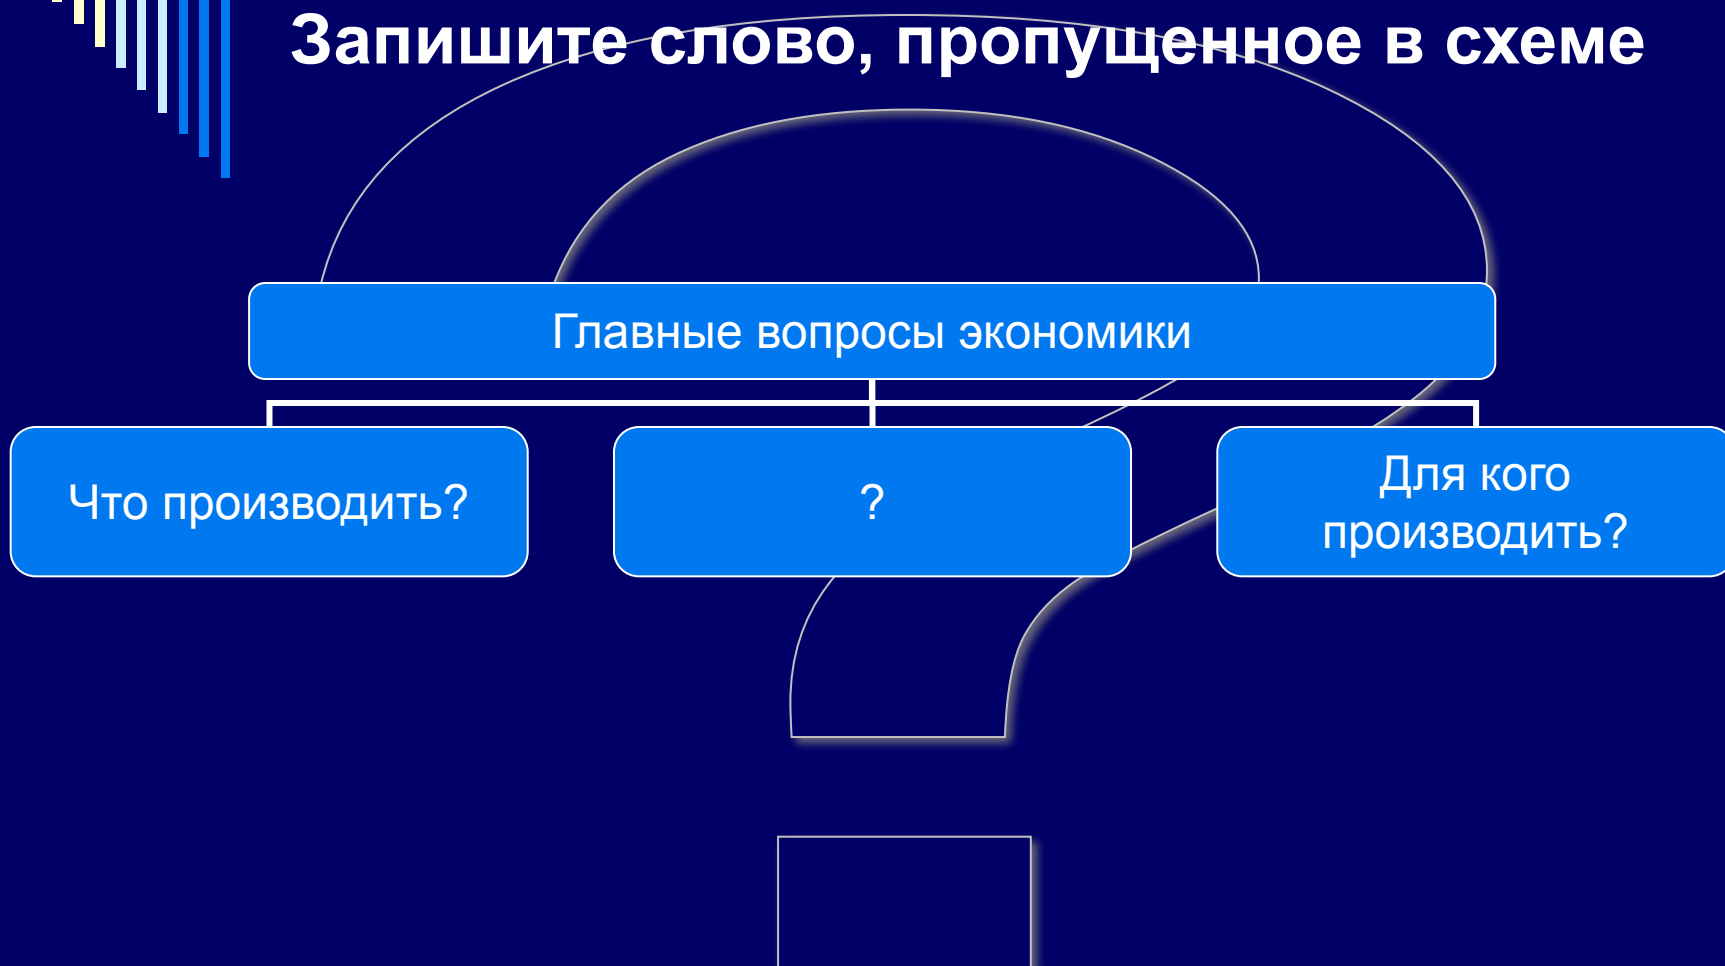 Запишите слово, пропущенное в схеме
Главные вопросы экономики
Что производить?
?
Для кого
производить?